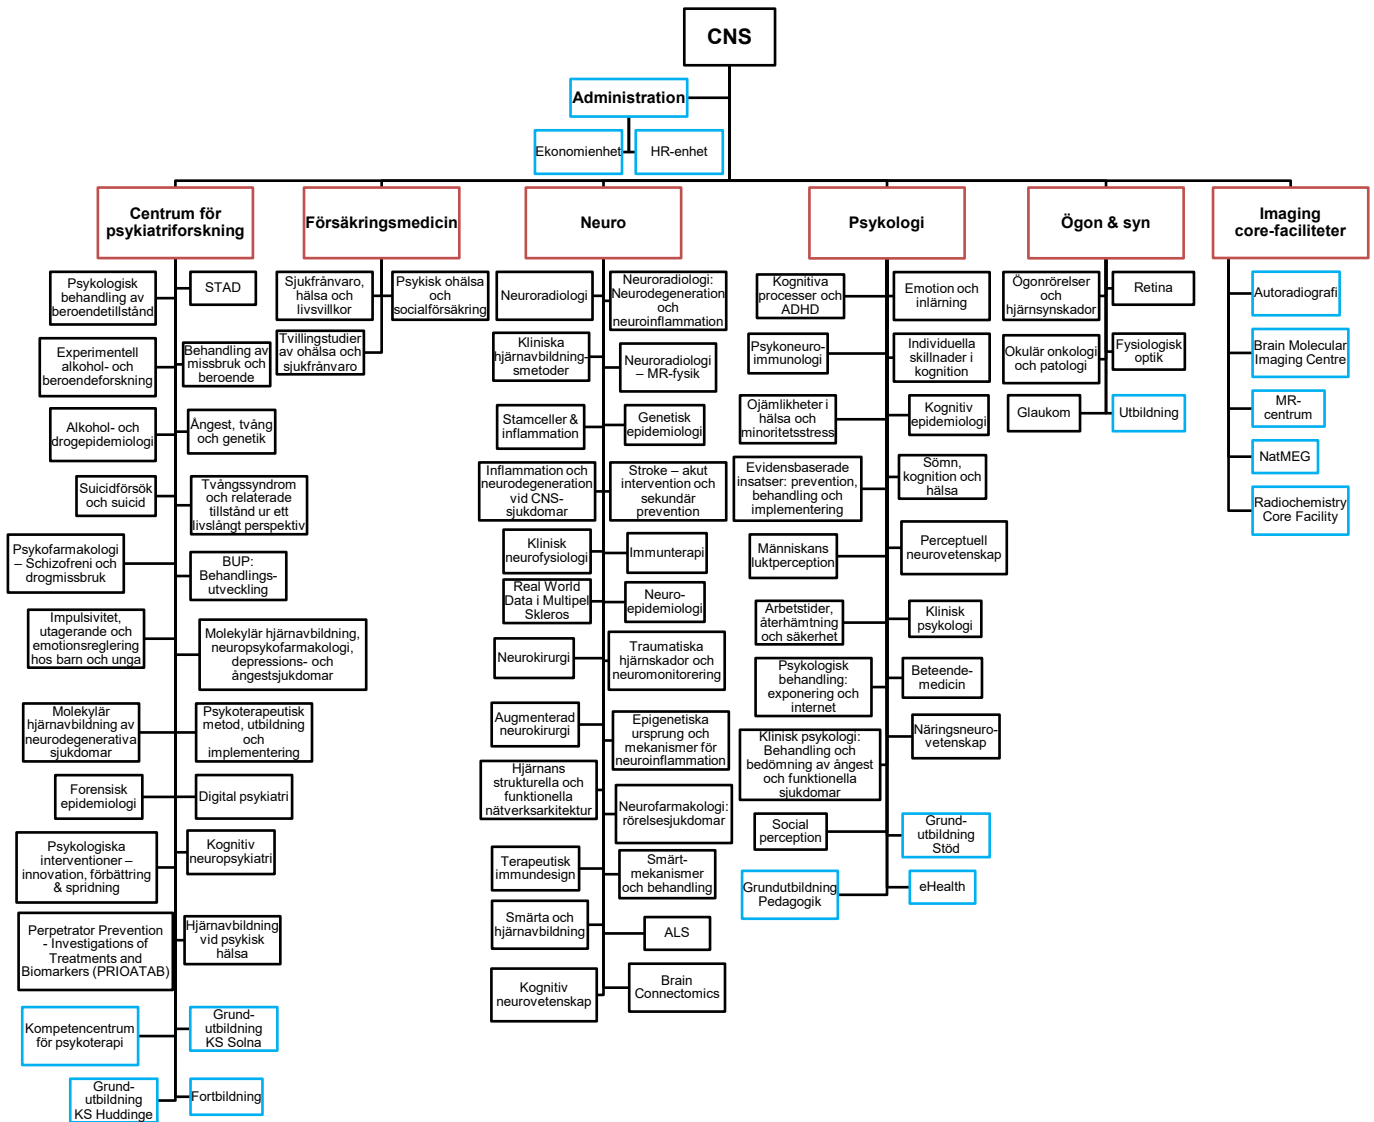 CNS
Administration
Ekonomienhet
HR-enhet
Centrum för
psykiatriforskning
Försäkringsmedicin
Neuro
Psykologi
Ögon & syn
Imaging
core-faciliteter
Psykologisk
behandling av
beroendetillstånd
STAD
Experimentell
alkohol- och
beroendeforskning
Behandling av
missbruk och
beroende
Alkohol- och
drogepidemiologi
Ångest, tvång
och genetik
Suicidförsök
och suicid
Tvångssyndrom
och relaterade
tillstånd ur ett
livslångt perspektiv
Psykofarmakologi
– Schizofreni och
drogmissbruk
BUP:
Behandlings-
utveckling
Impulsivitet,
utagerande och
emotionsreglering
hos barn och unga
Molekylär hjärnavbildning,
neuropsykofarmakologi,
depressions- och
ångestsjukdomar
Molekylär
hjärnavbildning av
neurodegenerativa
sjukdomar
Psykoterapeutisk
metod, utbildning
och
implementering
Forensisk
epidemiologi
Digital psykiatri
Psykologiska
interventioner –
innovation, förbättring
& spridning
Kognitiv
neuropsykiatri
Perpetrator Prevention
- Investigations of
Treatments and
Biomarkers (PRIOATAB)
Hjärnavbildning
vid psykisk
hälsa
Kompetencentrum
för psykoterapi
Grund-
utbildning
KS Solna
Grund-
utbildning
KS Huddinge
Fortbildning
Sjukfrånvaro,
hälsa och
livsvillkor
Psykisk ohälsa
och
socialförsäkring
Tvillingstudier
av ohälsa och
sjukfrånvaro
Neuroradiologi
Neuroradiologi:
Neurodegeneration
och
neuroinflammation
Kliniska
hjärnavbildning-
smetoder
Neuroradiologi
– MR-fysik
Stamceller &
inflammation
Genetisk
epidemiologi
Inflammation och
neurodegeneration
vid CNS-
sjukdomar
Stroke – akut
intervention och
sekundär
prevention
Klinisk
neurofysiologi
Immunterapi
Real World
Data i Multipel
Skleros
Neuro-
epidemiologi
Neurokirurgi
Traumatiska
hjärnskador och
neuromonitorering
Augmenterad
neurokirurgi
Epigenetiska
ursprung och
mekanismer för
neuroinflammation
Hjärnans
strukturella och
funktionella
nätverksarkitektur
Neurofarmakologi:
rörelsesjukdomar
Terapeutisk
immundesign
Smärt-
mekanismer
och behandling
Smärta och
hjärnavbildning
ALS
Kognitiv
neurovetenskap
Brain
Connectomics
Kognitiva
processer och
ADHD
Emotion och
inlärning
Psykoneuro-
immunologi
Individuella
skillnader i
kognition
Ojämlikheter i
hälsa och
minoritetsstress
Kognitiv
epidemiologi
Evidensbaserade
insatser: prevention,
behandling och
implementering
Sömn,
kognition och
hälsa
Människans
luktperception
Perceptuell
neurovetenskap
Arbetstider,
återhämtning
och säkerhet
Klinisk
psykologi
Psykologisk
behandling:
exponering och
internet
Beteende-
medicin
Klinisk psykologi:
Behandling och
bedömning av ångest
och funktionella
sjukdomar
Näringsneuro-
vetenskap
Social
perception
Grund-
utbildning
Stöd
Grundutbildning
Pedagogik
eHealth
Ögonrörelser
och
hjärnsynskador
Retina
Okulär onkologi
och patologi
Fysiologisk
optik
Glaukom
Utbildning
Autoradiografi
Brain Molecular
Imaging Centre
MR-
centrum
NatMEG
Radiochemistry
Core Facility